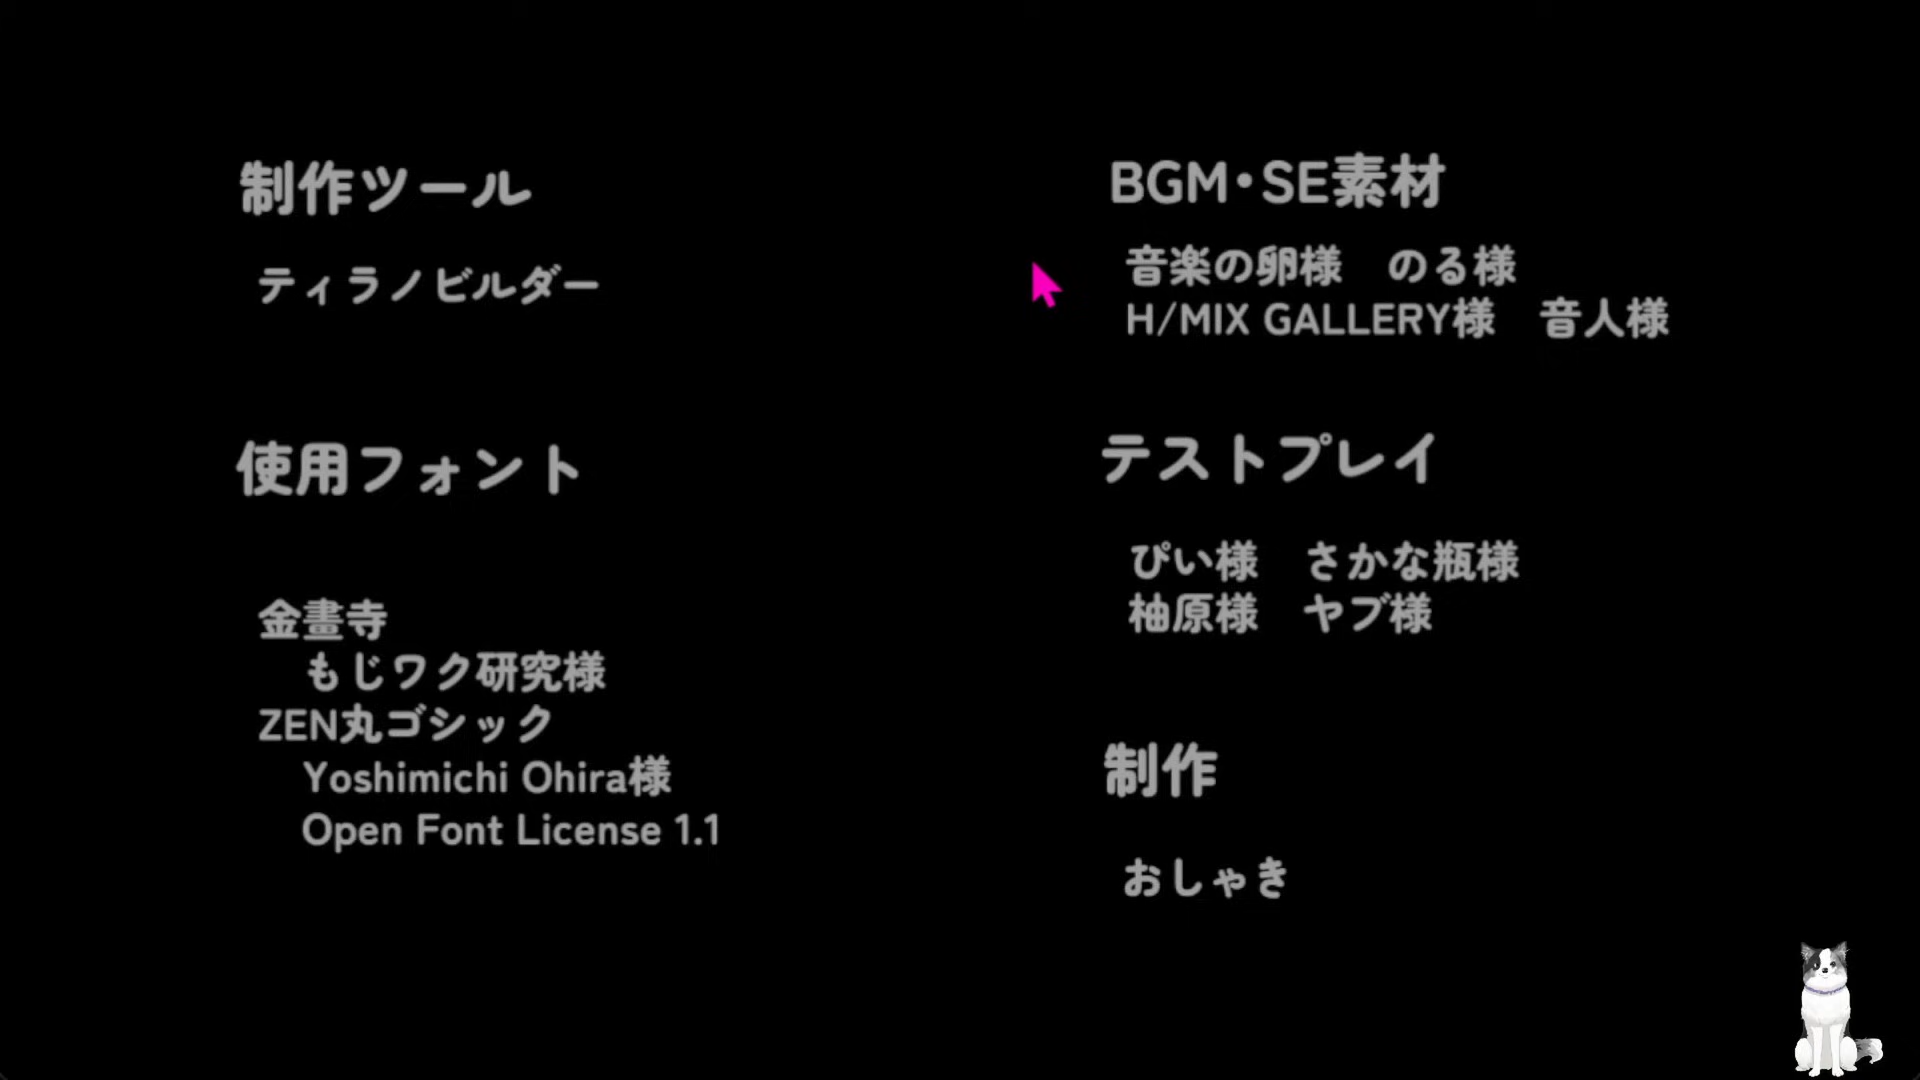 制作ツール
ティラノビルダー
使用フォント
金畫寺
もじワク研究様
ZEN丸ゴシック
Yoshimichi Ohira様
Open Font License 1.1
BGM・SE素材
音楽の卵様　のる様
H/MIX GALLERY様　音人様
テストプレイ
ぴい様　さかな瓶様
柚原様　ヤブ様
制作
おしゃき